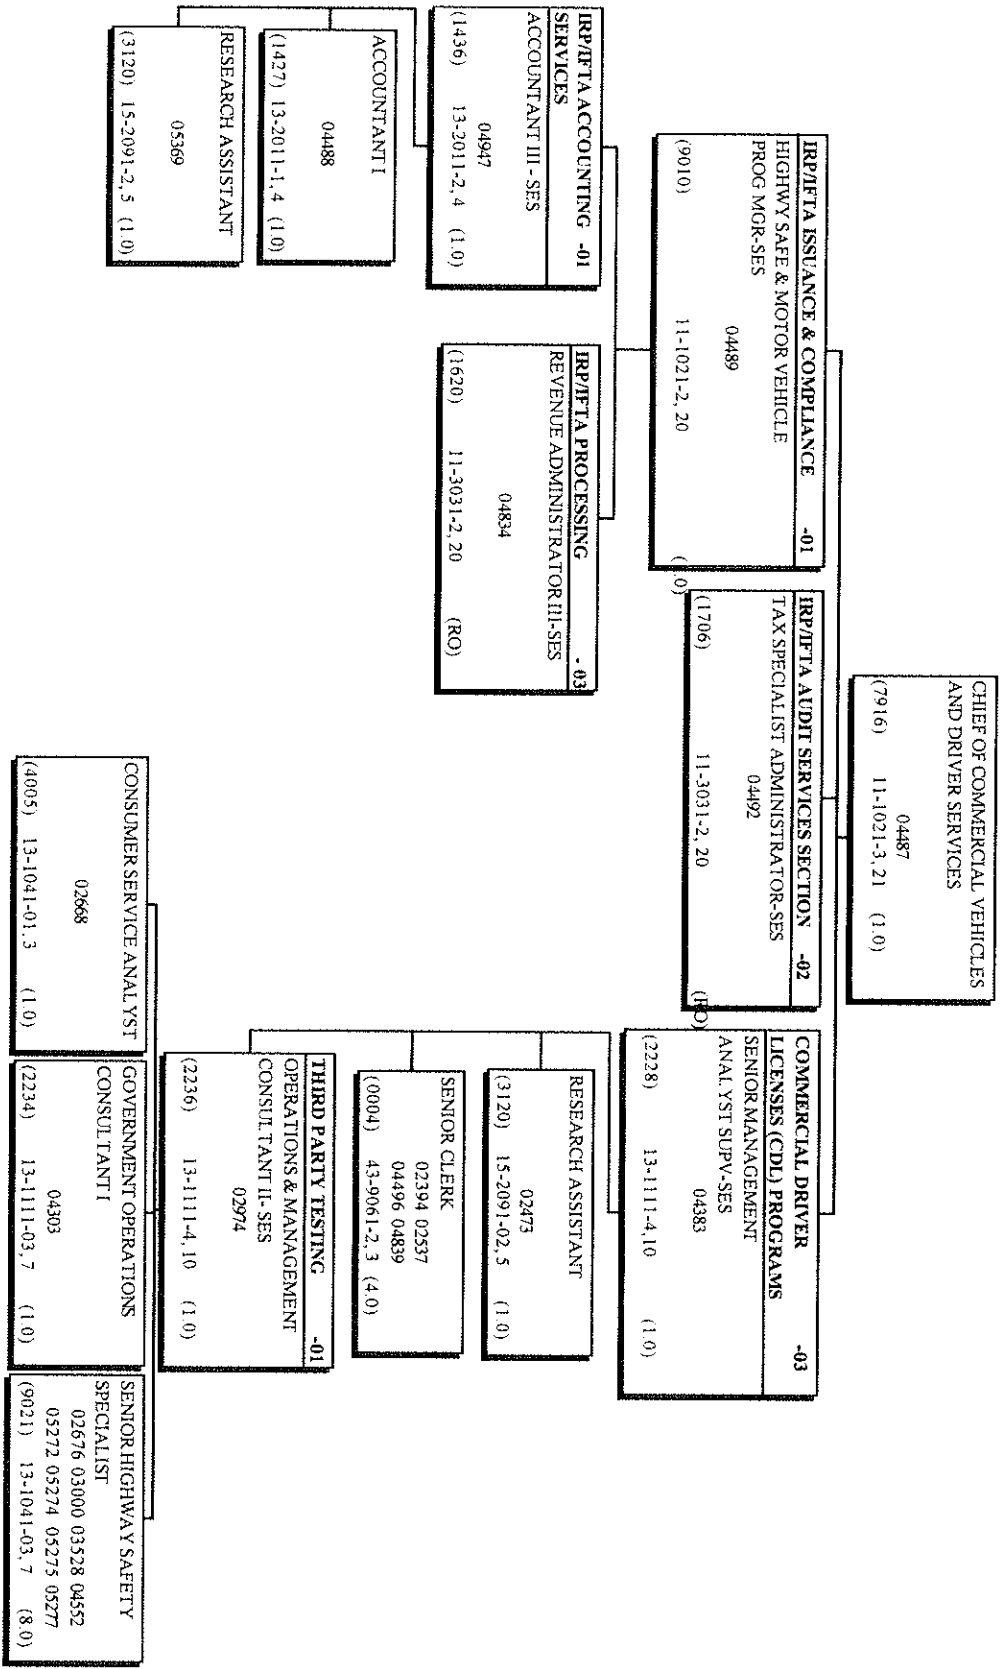 CHIEF OF COMMERCIAL VEHICLES
AND DRIVER SERVICES
04487
(7916) 11-1021-3, 21 (1.0)
IRP/IFTA ISSUANCE & COMPLIANCE -01
HIGHWY SAFE & MOTOR VEHICLE
PROG MGR-SES
04489
(9010) 11-1021-2, 20 ( .0)
IRP/IFTA AUDIT SERVICES SECTION -02
TAX SPECIALIST ADMINISTRATOR-SES
04492
(1706) 11-3031-2, 20 (RO)
COMMERCIAL DRIVER
LICENSES (CDL) PROGRAMS -03
SENIOR MANAGEMENT
ANALYST SUPV-SES
04383
(2228) 13-1111-4,10 (1.0)
IRP/IFTA ACCOUNTING -01
SERVICES
ACCOUNTANT III - SES
04947
(1436) 13-2011-2, 4 (1.0)
IRP/IFTA PROCESSING - 03
REVENUE ADMINISTRATOR III-SES
04834
(1620) 11-3031-2, 20 (RO)
ACCOUNTANT I
04488
(1427) 13-2011-1, 4 (1.0)
RESEARCH ASSISTANT
05369
(3120) 15-2091-2, 5 (1.0)
RESEARCH ASSISTANT
02473
(3120) 15-2091-02, 5 (1.0)
SENIOR CLERK
02394 02537
04496 04839
(0004) 43-9061-2, 3 (4.0)
THIRD PARTY TESTING -01
OPERATIONS & MANAGEMENT
CONSULTANT II- SES
02974
(2236) 13-1111-4, 10 (1.0)
CONSUMER SERVICE ANALYST
02668
(4005) 13-1041-01, 3 (1.0)
GOVERNMENT OPERATIONS
CONSULTANT I
04303
(2234) 13-1111-03, 7 (1.0)
SENIOR HIGHWAY SAFETY
SPECIALIST
02676 03000 03528 04552
05272 05274 05275 05277
(9021) 13-1041-03, 7 (8.0)